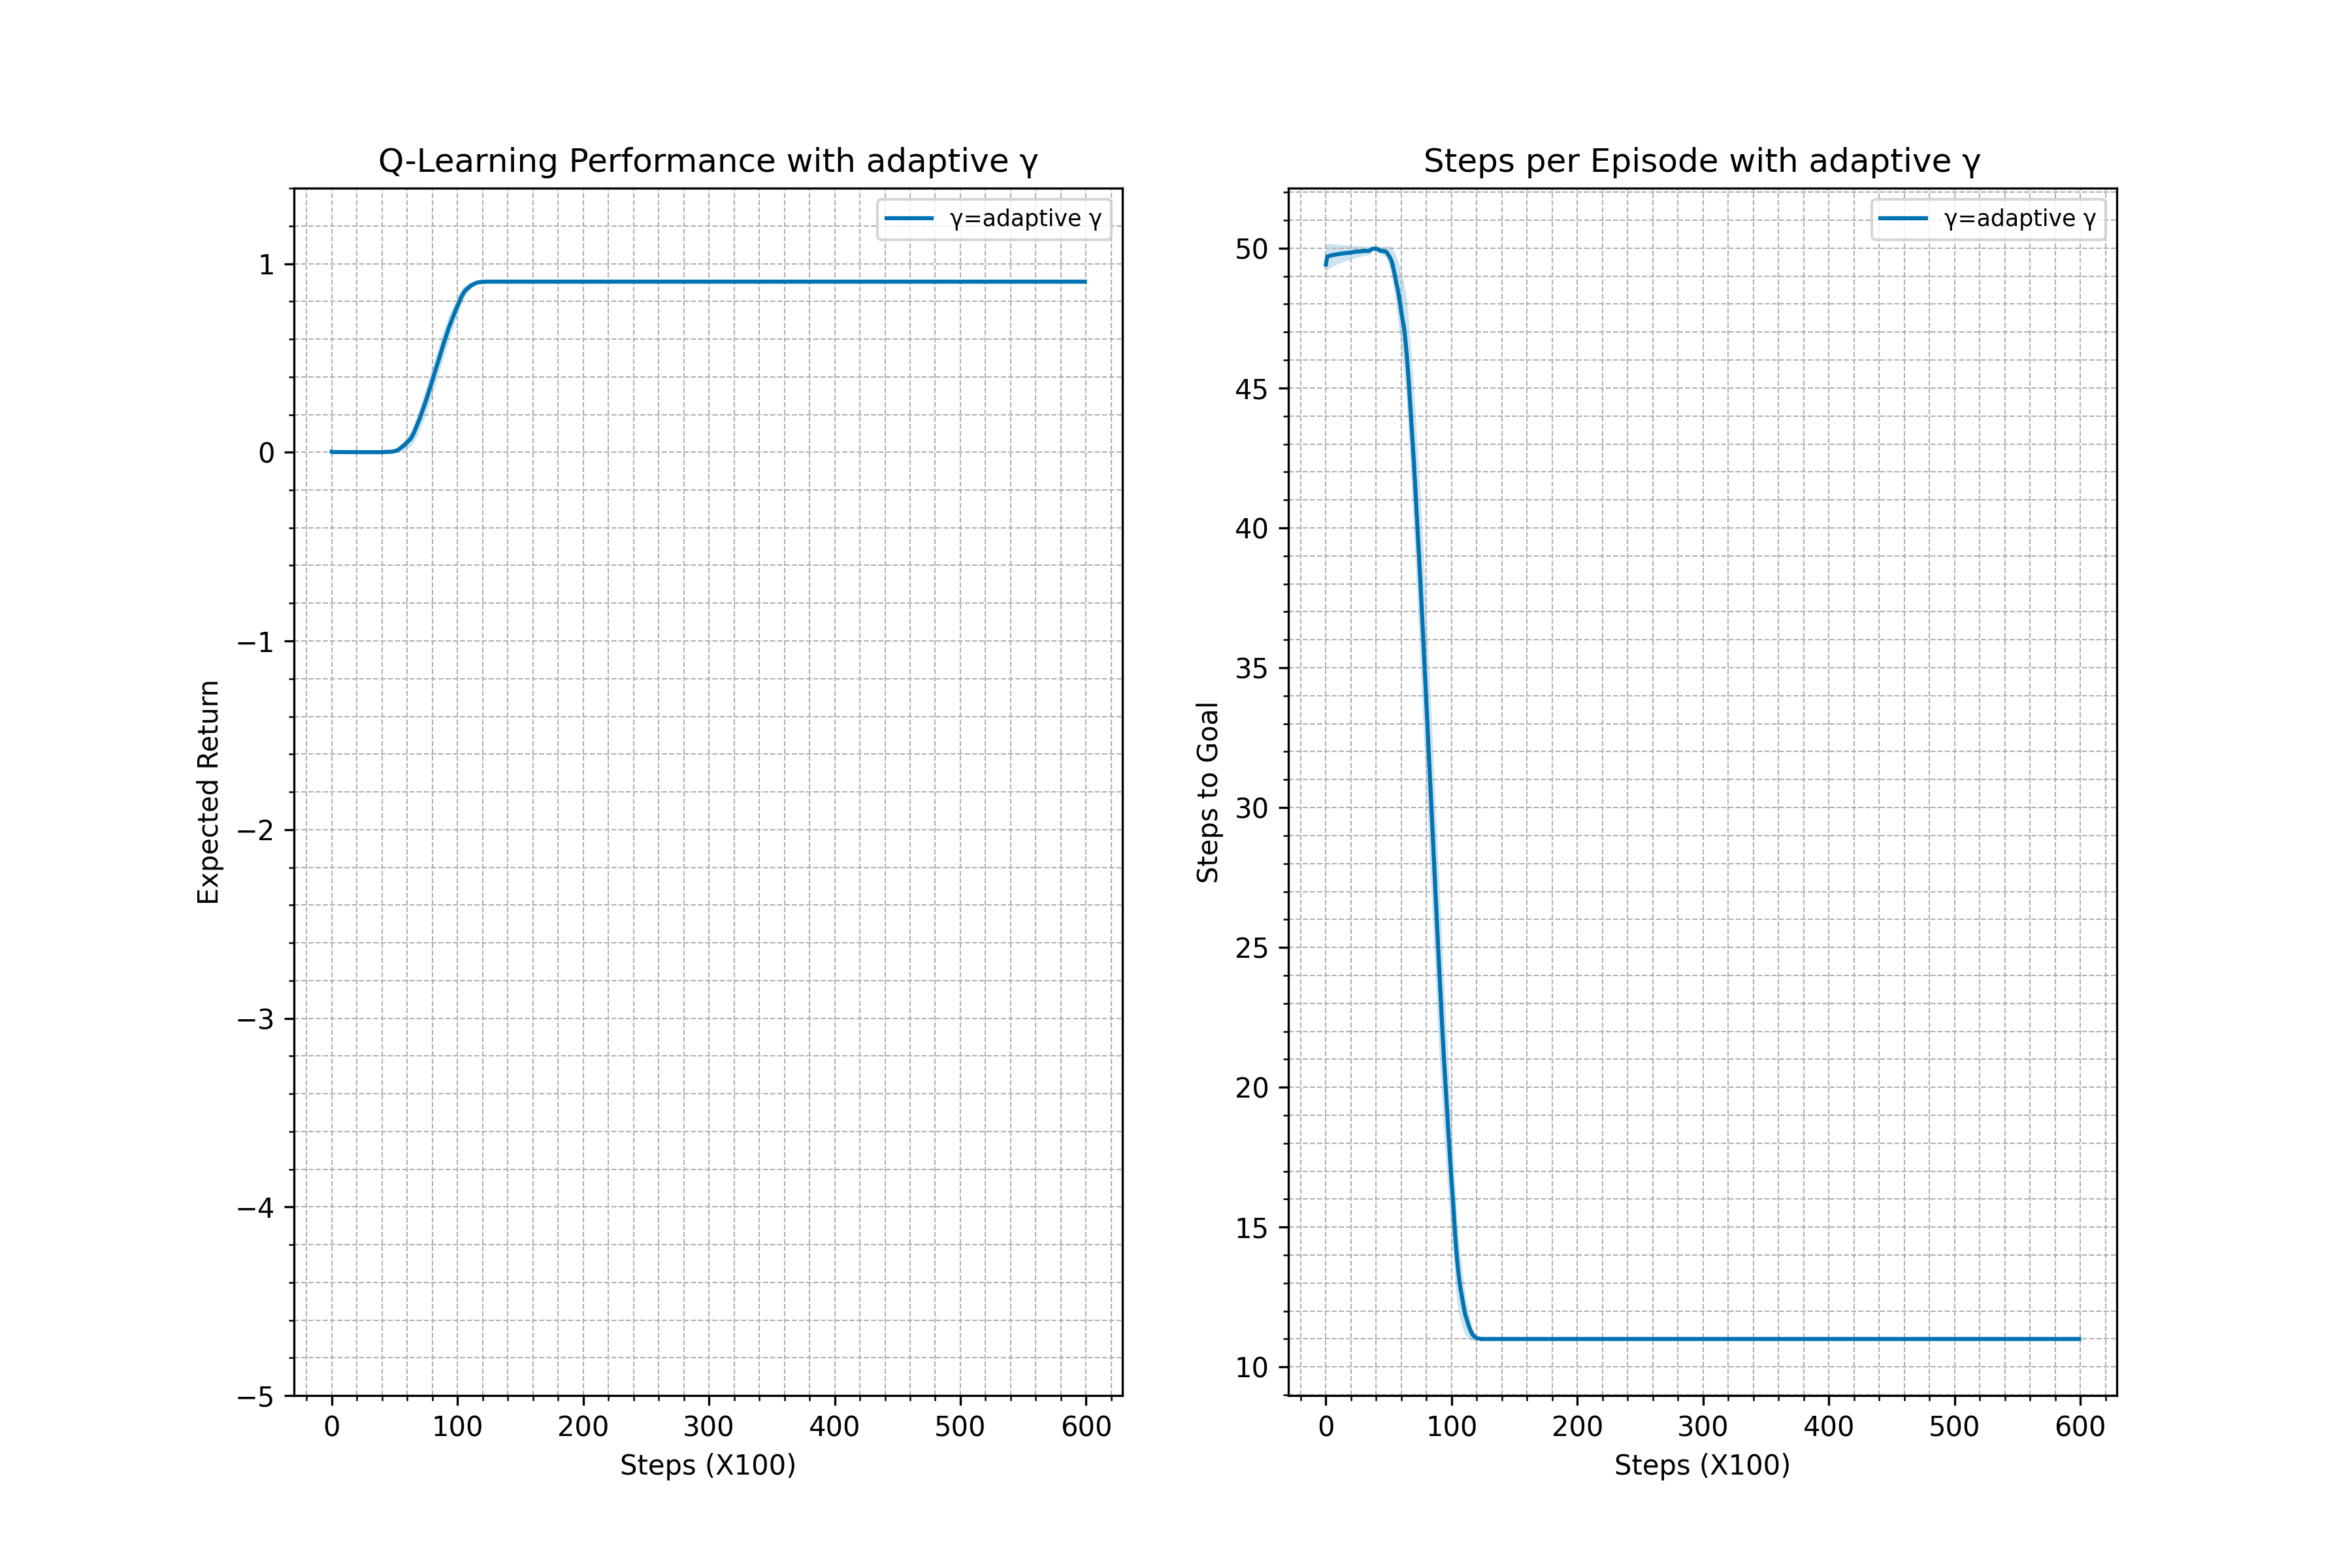 Q-Learning Performance with adaptive γ
γ=adaptive γ
1
0
−1
−2
−3
−4
−5
Expected Return
0 100 200 300 400 500 600
Steps (X100)
Steps per Episode with adaptive γ
γ=adaptive γ
50
45
40
35
30
25
20
15
10
Steps to Goal
0 100 200 300 400 500 600
Steps (X100)